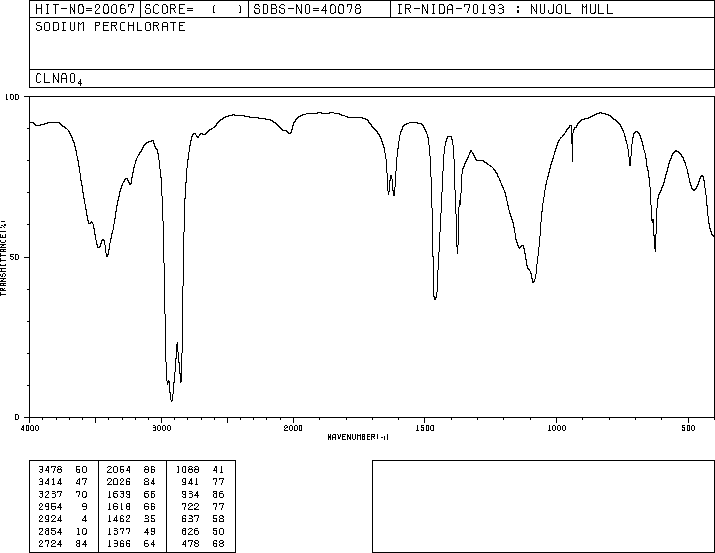 HIT-NO=20067 SCORE= ( ) SDBS-NO=40078 IR-NIDA-70193 : NUJOL MULL
SODIUM PERCHLORATE
CLNAO4
100
50
0
TRANSMITTANCE(%)
4000 3000 2000 1500 1000 500
WAVENUMBER(-1)
3478 50 2064 86 1088 41
3414 47 2026 84 941 77
3237 70 1639 66 934 86
2954 9 1618 66 722 77
2924 4 1462 35 637 58
2854 10 1377 49 626 50
2724 84 1366 64 478 68